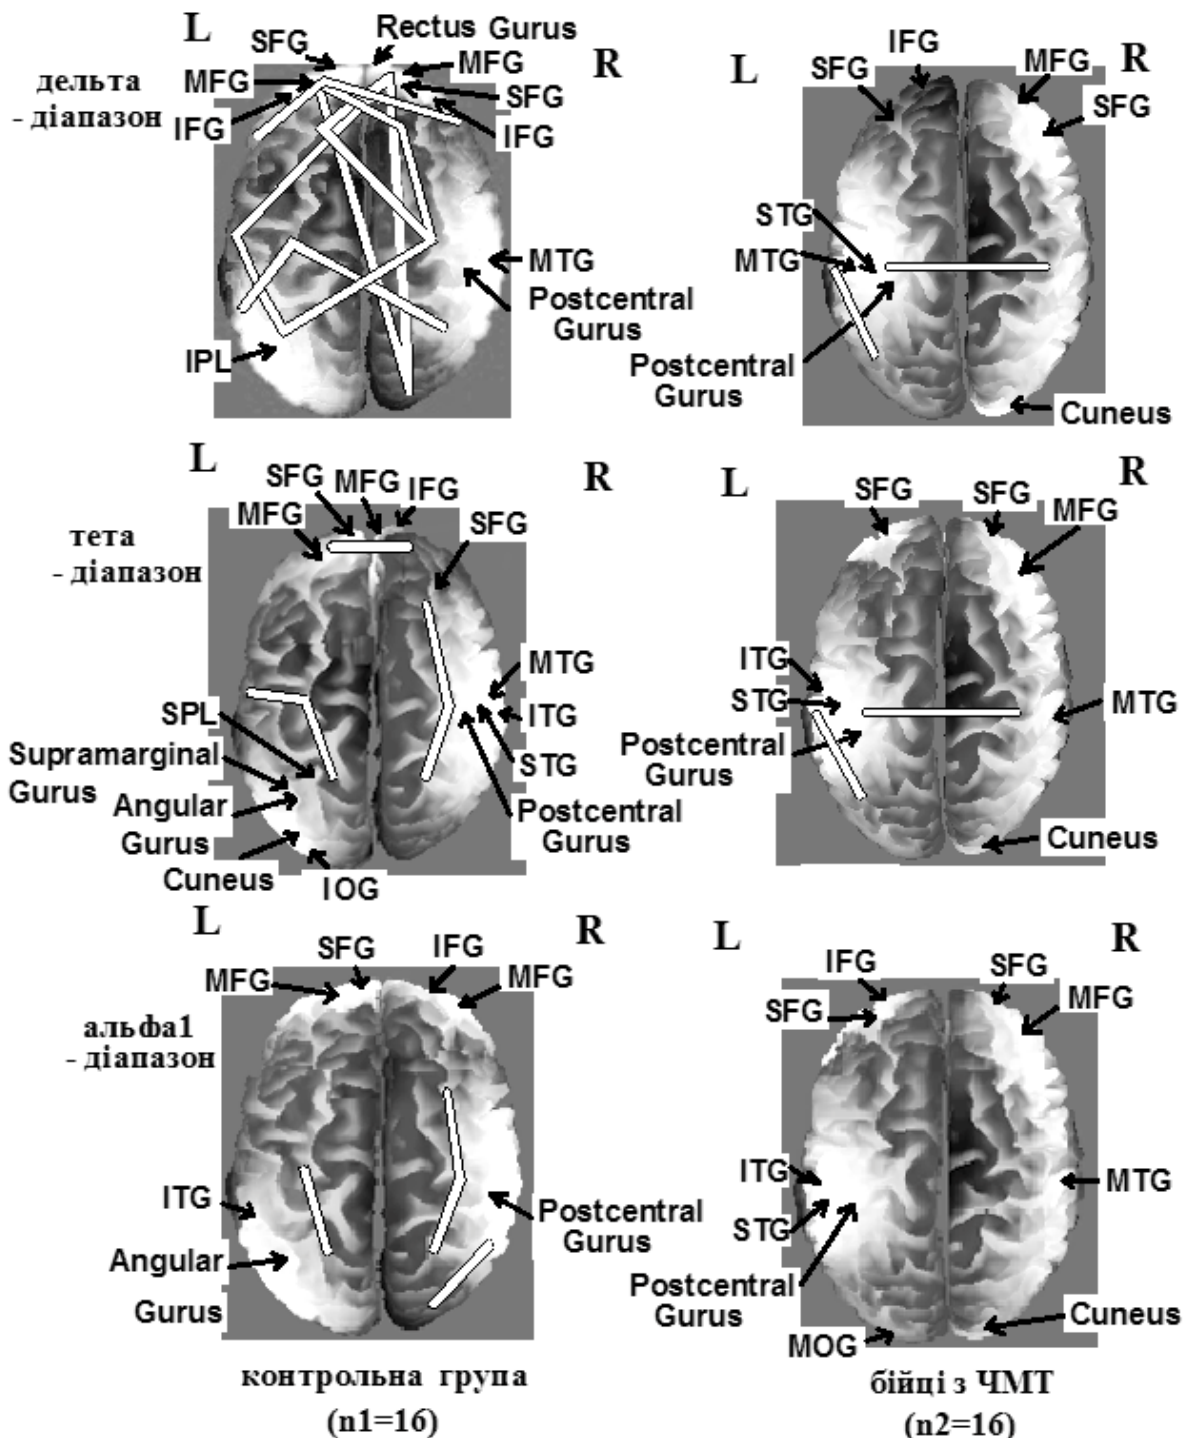 L
SFG
Rectus Gurus
MFG
MFG
R
SFG
IFG
IFG
дельта
- діапазон
MTG
Postcentral
Gurus
IPL
L
IFG
SFG
MFG
R
SFG
STG
MTG
Postcentral
Gurus
Cuneus
L
SFG
MFG
IFG
R
MFG
SFG
тета
- діапазон
MTG
SPL
ITG
Supramarginal
Gurus
STG
Angular
Gurus
Postcentral
Gurus
Cuneus
IOG
L
SFG
SFG
R
MFG
ITG
STG
MTG
Postcentral
Gurus
Cuneus
L
SFG
IFG
R
MFG
MFG
альфа1
- діапазон
ITG
Postcentral
Gurus
Angular
Gurus
L
IFG
SFG
R
SFG
MFG
ITG
MTG
STG
Postcentral
Gurus
Cuneus
MOG
контрольна група
(n1=16)
бійці з ЧМТ
(n2=16)